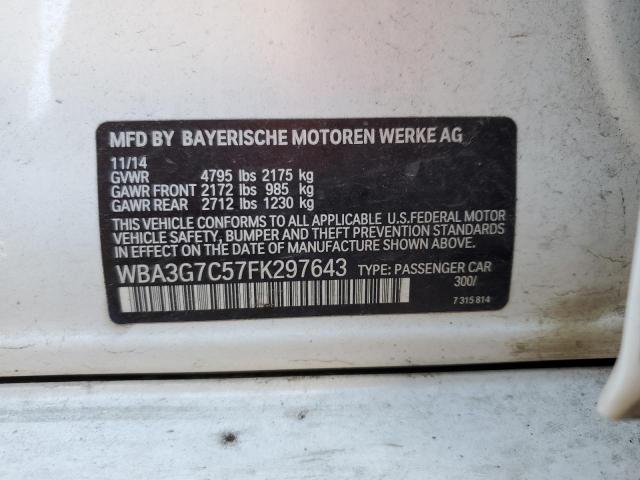 MFD BY BAYERISCHE MOTOREN WERKE AG
11/14
GVWR 4795 lbs 2175 kg
GAWR FRONT 2172 lbs 985 kg
GAWR REAR 2712 lbs 1230 kg
THIS VEHICLE CONFORMS TO ALL APPLICABLE U.S.FEDERAL MOTOR
VEHICLE SAFETY, BUMPER AND THEFT PREVENTION STANDARDS
IN EFFECT ON THE DATE OF MANUFACTURE SHOWN ABOVE.
WBA3G7C57FK297643 TYPE: PASSENGER CAR
300/
7 315 814